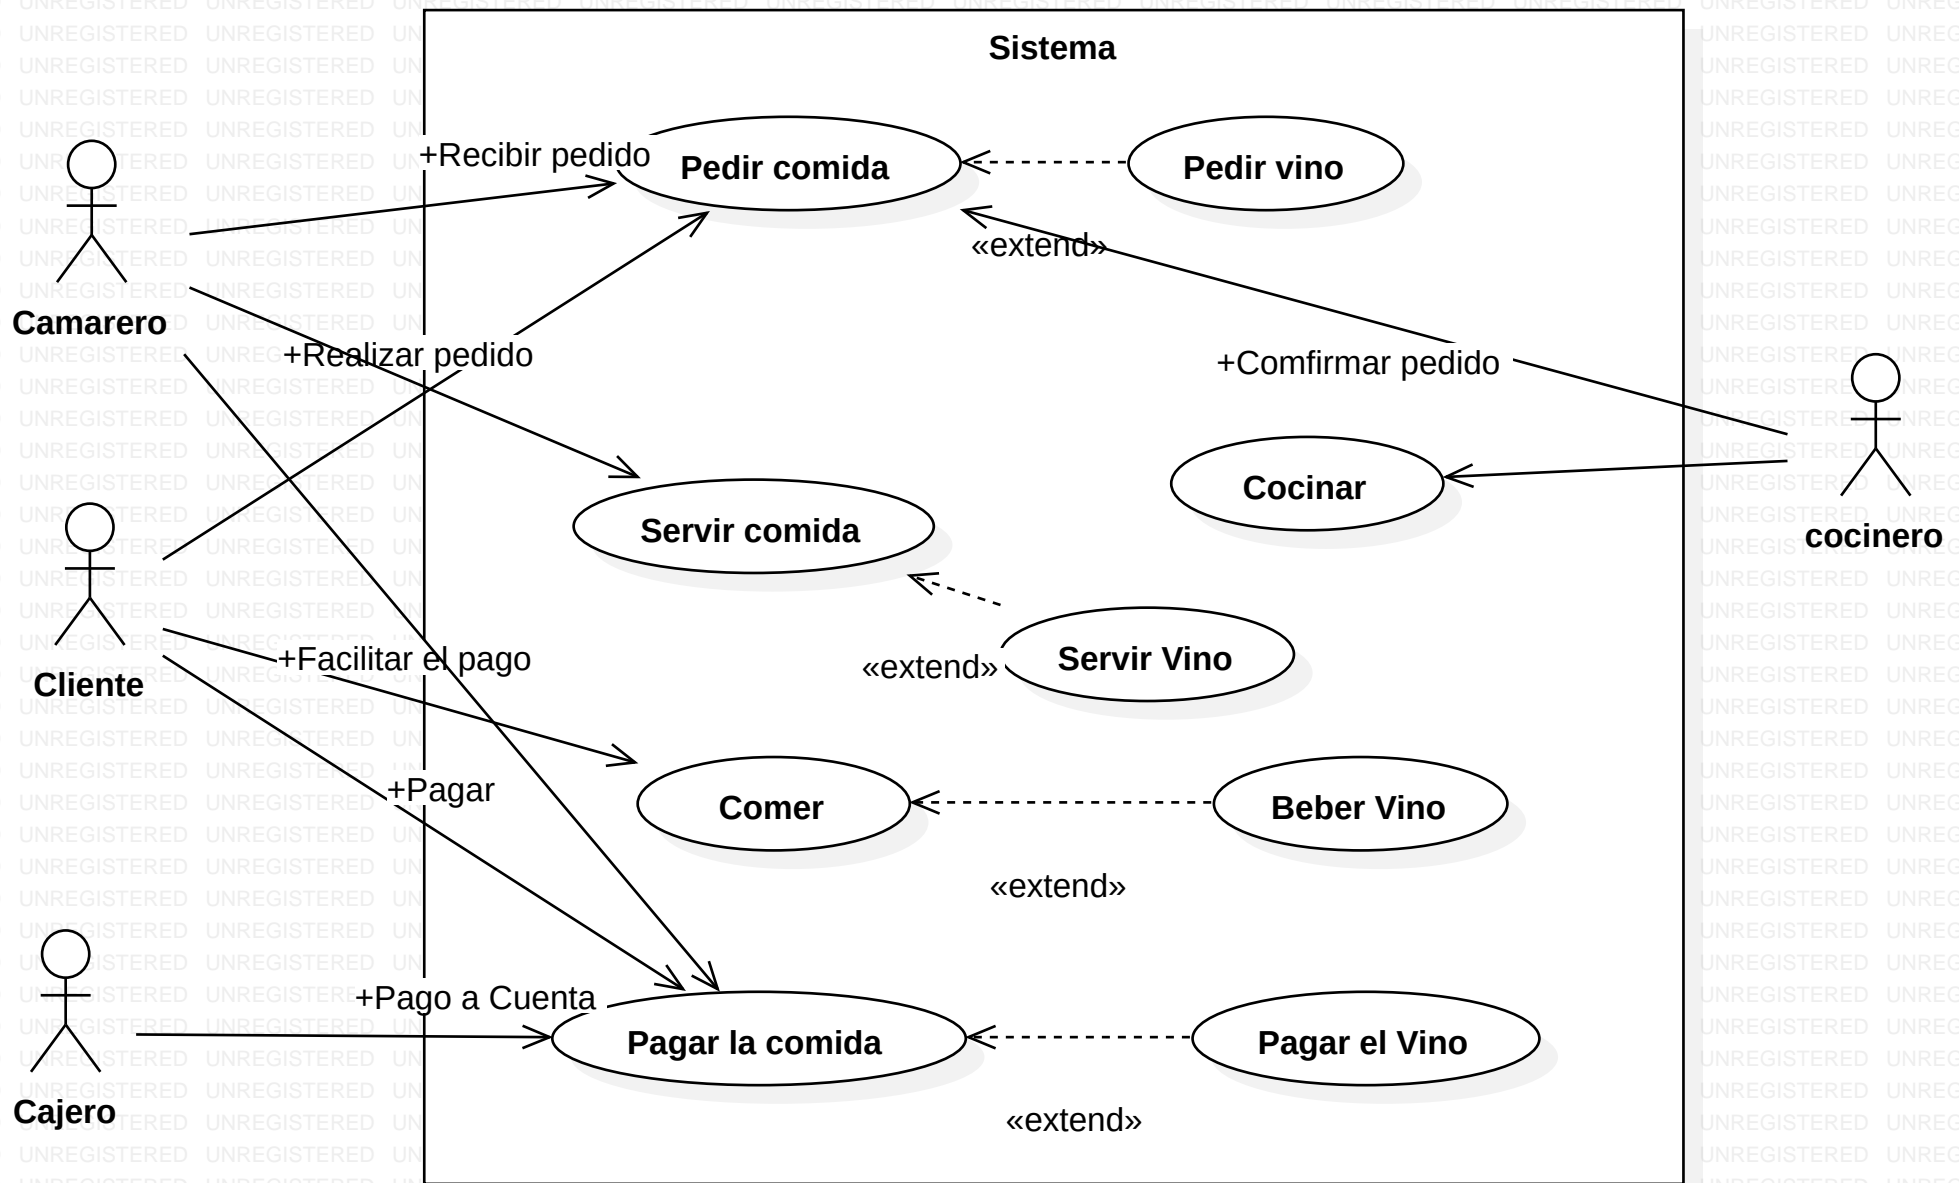 Sistema
+Recibir pedido
Pedir comida
Pedir vino
«extend»
Camarero
+Realizar pedido
+Comfirmar pedido
Cocinar
Servir comida
cocinero
+Facilitar el pago
«extend»
Servir Vino
Cliente
+Pagar
Comer
Beber Vino
«extend»
+Pago a Cuenta
Pagar la comida
Pagar el Vino
Cajero
«extend»
UNREGISTERED